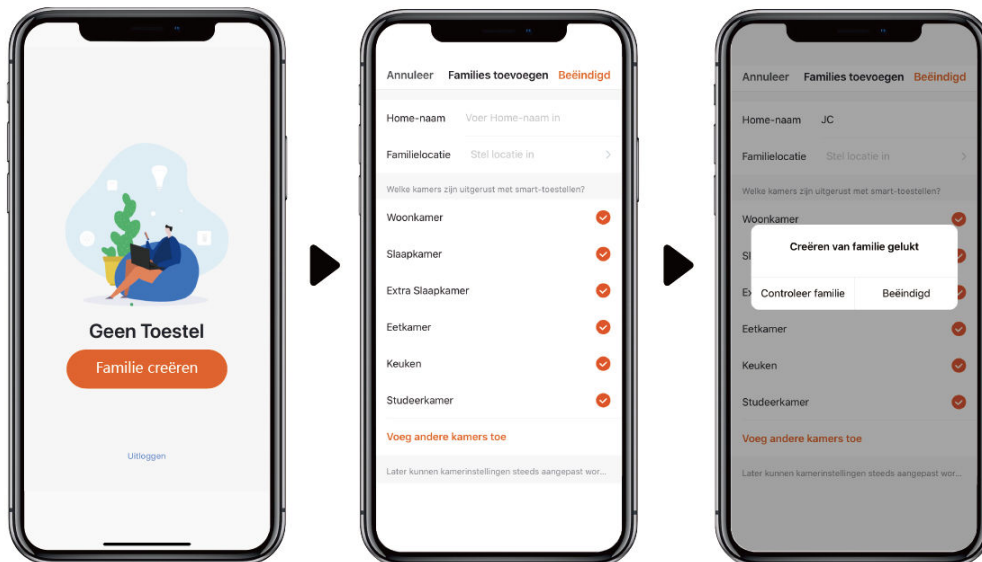 Geen Toestel
Familie creëren
Uitloggen
Annuleer Families toevoegen Beëindigd
Home-naam Voer Home-naam in
Familielocatie Stel locatie in
Welke kamers zijn uitgerust met smart-toestellen?
Woonkamer
Slaapkamer
Extra Slaapkamer
Eetkamer
Keuken
Studeerkamer
Voeg andere kamers toe
Later kunnen kamerinstellingen steeds aangepast wor...
Annuleer Families toevoegen Beëindigd
Home-naam JC
Familielocatie Stel locatie in
Welke kamers zijn uitgerust met smart-toestellen?
Woonkamer
Creëren van familie gelukt
Controleer familie Beëindigd
Eetkamer
Keuken
Studeerkamer
Voeg andere kamers toe
Later kunnen kamerinstellingen steeds aangepast wor...